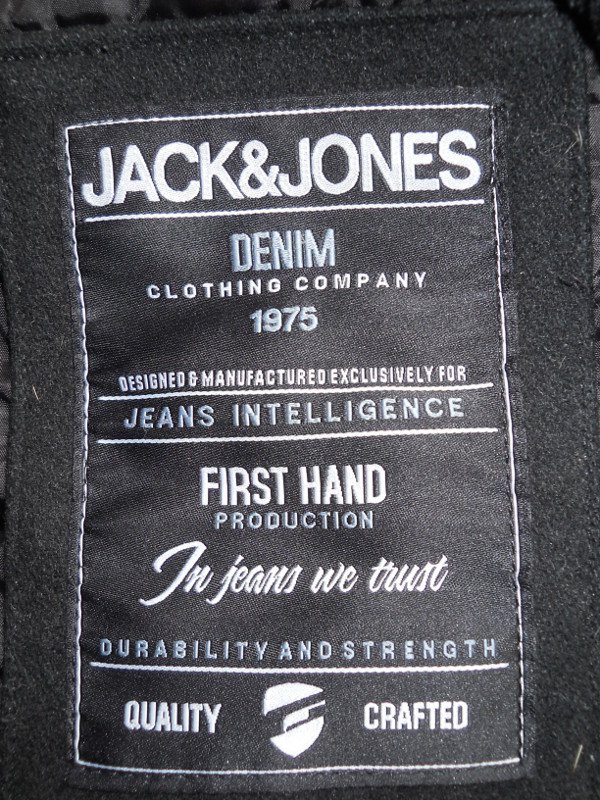 JACK&JONES
DENIM
CLOTHING COMPANY
1975
DESIGNED & MANUFACTURED EXCLUSIVELY FOR
JEANS INTELLIGENCE
FIRST HAND
PRODUCTION
In jeans we trust
DURABILITY AND STRENGTH
QUALITY CRAFTED